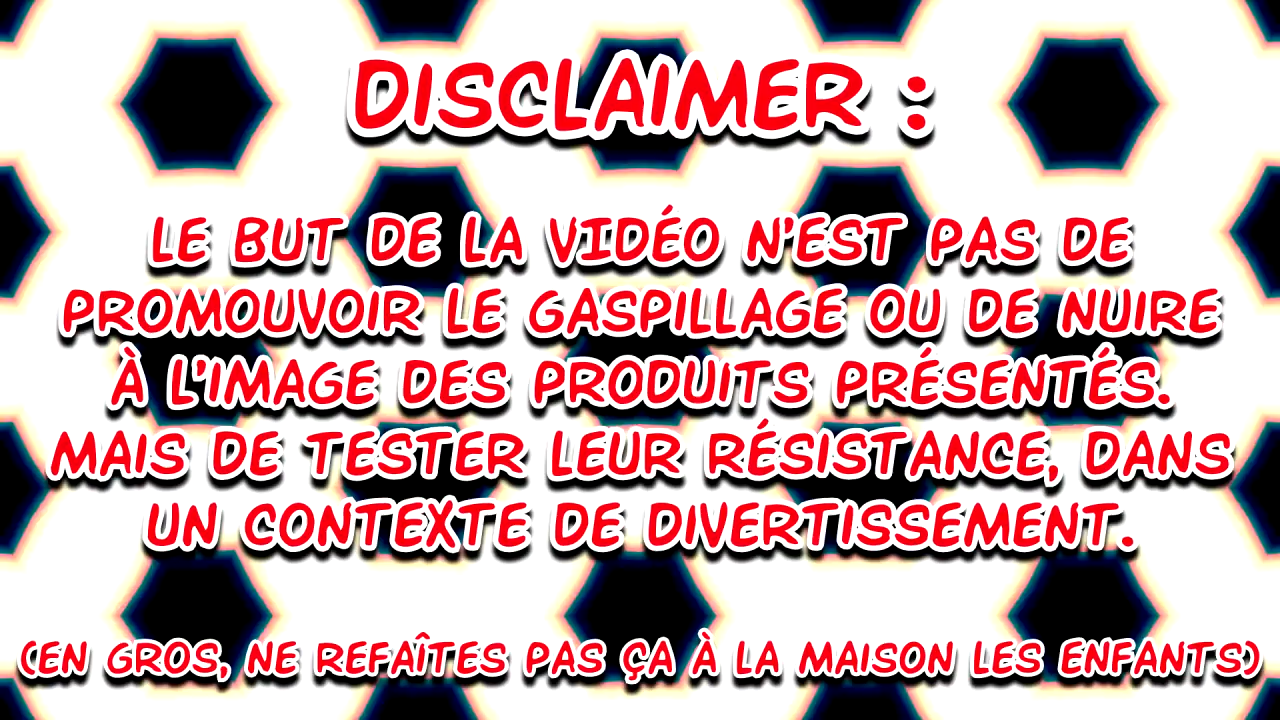 DISCLAIMER :
LE BUT DE LA VIDÉO N'EST PAS DE
PROMOUVOIR LE GASPILLAGE OU DE NUIRE
À L'IMAGE DES PRODUITS PRÉSENTÉS.
MAIS DE TESTER LEUR RÉSISTANCE, DANS
UN CONTEXTE DE DIVERTISSEMENT.
(EN GROS, NE REFAÎTES PAS ÇA À LA MAISON LES ENFANTS)